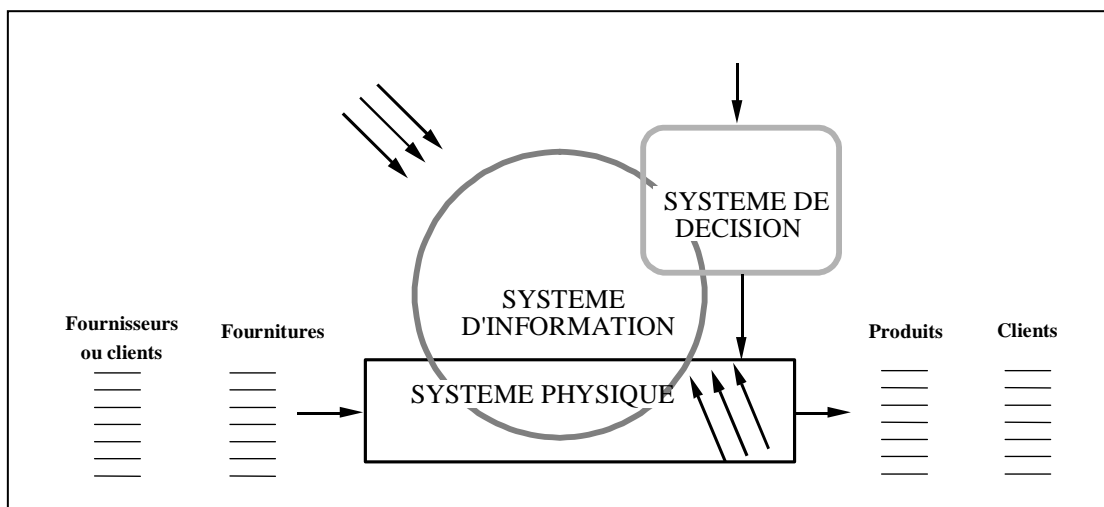 SYSTEME DE
DECISION
SYSTEME
D'INFORMATION
Fournisseurs
ou clients
Fournitures
Produits
Clients
SYSTEME PHYSIQUE